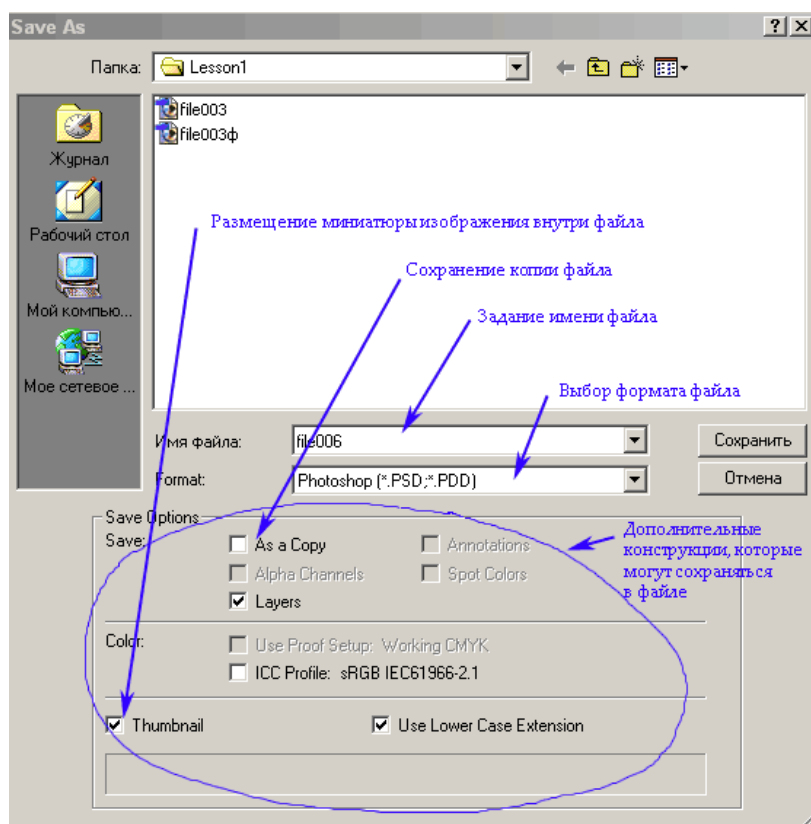 Save As
Папка:
Lesson1
file003
file003ф
Журнал
Рабочий стол
Мой компью...
Мое сетевое ...
Размещение миниатюры изображения внутри файла
Сохранение копии файла
Задание имени файла
Выбор формата файла
Имя файла:
file006
Сохранить
Format:
Photoshop (*.PSD;*.PDD)
Отмена
Save Options
Save:
As a Copy
Annotations
Alpha Channels
Spot Colors
Layers
Дополнительные
конструкции, которые
могут сохраняться
в файле
Color:
Use Proof Setup: Working CMYK
ICC Profile: sRGB IEC61966-2.1
Thumbnail
Use Lower Case Extension